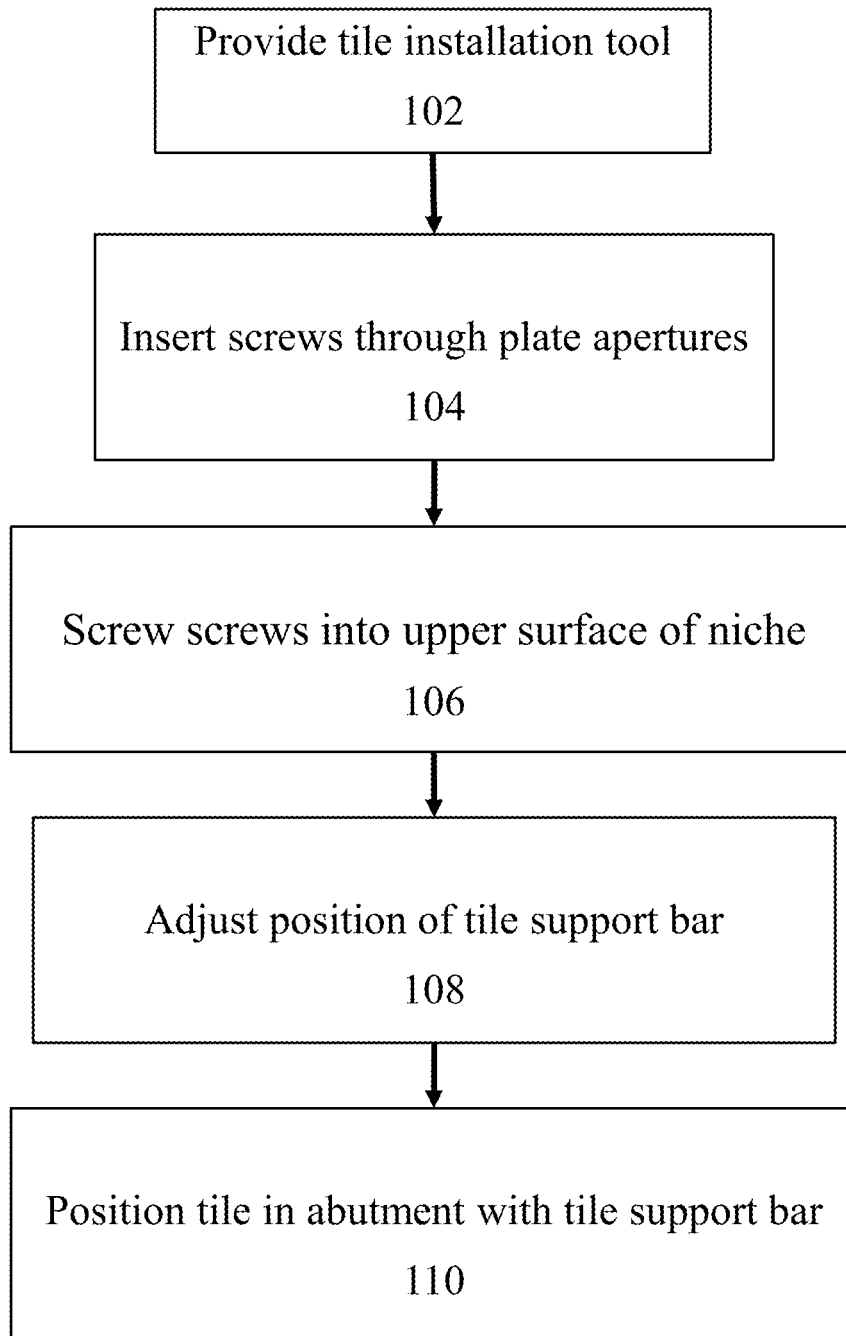 Provide tile installation tool
102
Insert screws through plate apertures
104
Screw screws into upper surface of niche
106
Adjust position of tile support bar
108
Position tile in abutment with tile support bar
110